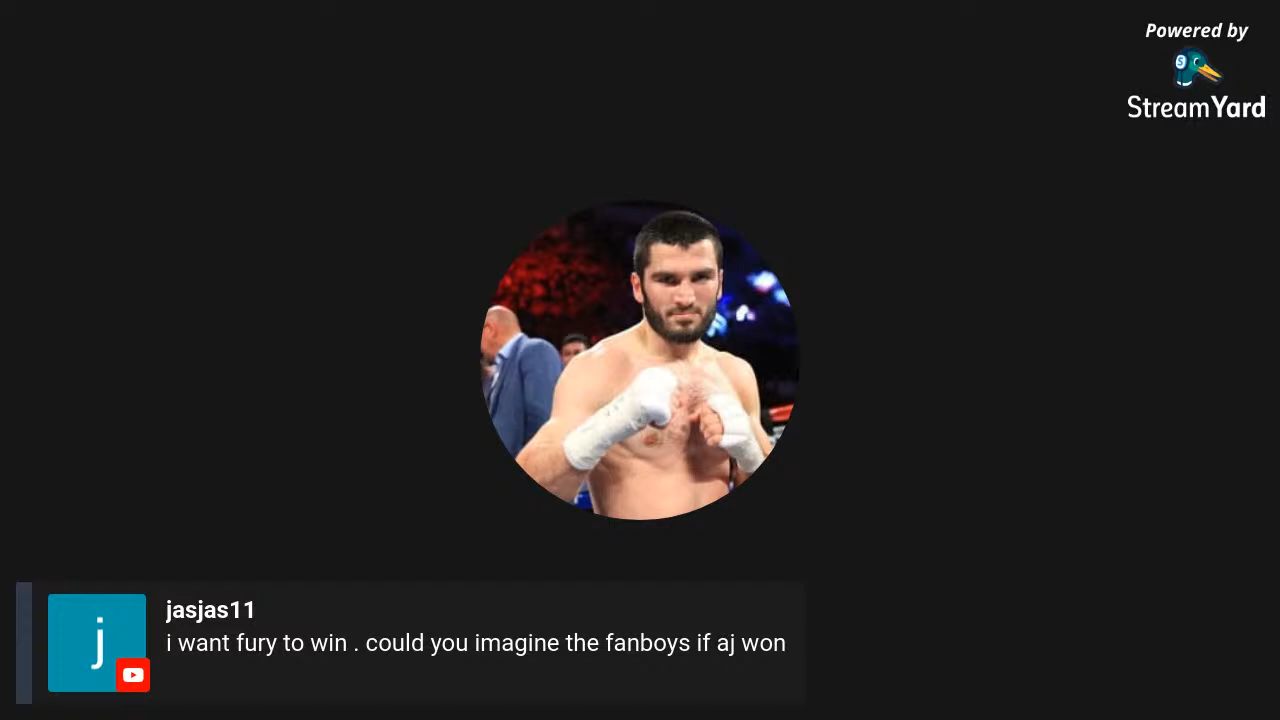 Powered by
S
StreamYard
j
jasjas11
i want fury to win . could you imagine the fanboys if aj won